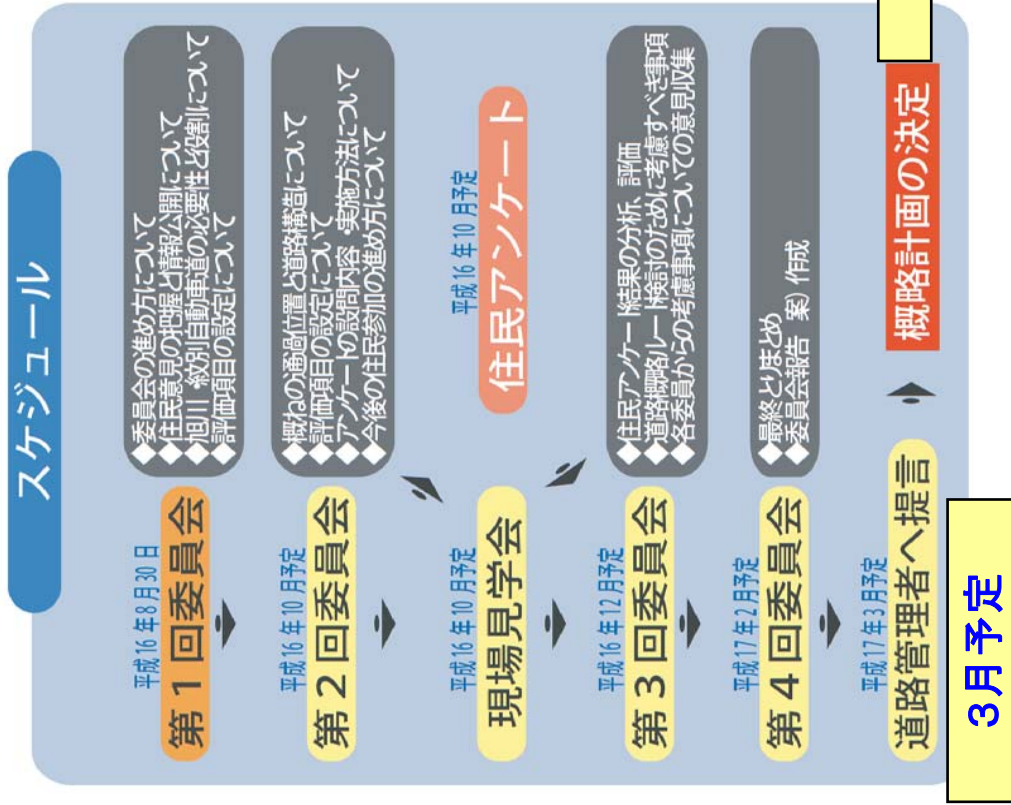 スケジュール
平成16年8月30日
第1回委員会
◆委員会の進め方について
◆住民意見の把握と情報公開について
◆旭川・紋別自動車道の必要性と役割について
◆評価項目の設定について
平成16年10月予定
第2回委員会
◆概ねの通過位置と道路構造について
◆評価項目の設定について
◆アンケートの設問内容・実施方法について
◆今後の住民参加の進め方について
平成16年10月予定
現場見学会
平成16年10月予定
住民アンケート
平成16年12月予定
第3回委員会
◆住民アンケート結果の分析、評価
◆道路概略ルート検討のために考慮すべき事項
◆各委員からの考慮事項についての意見収集
平成17年2月予定
第4回委員会
◆最終とりまとめ
◆委員会報告 案）作成
平成17年3月予定
道路管理者へ提言
概略計画の決定
3月予定